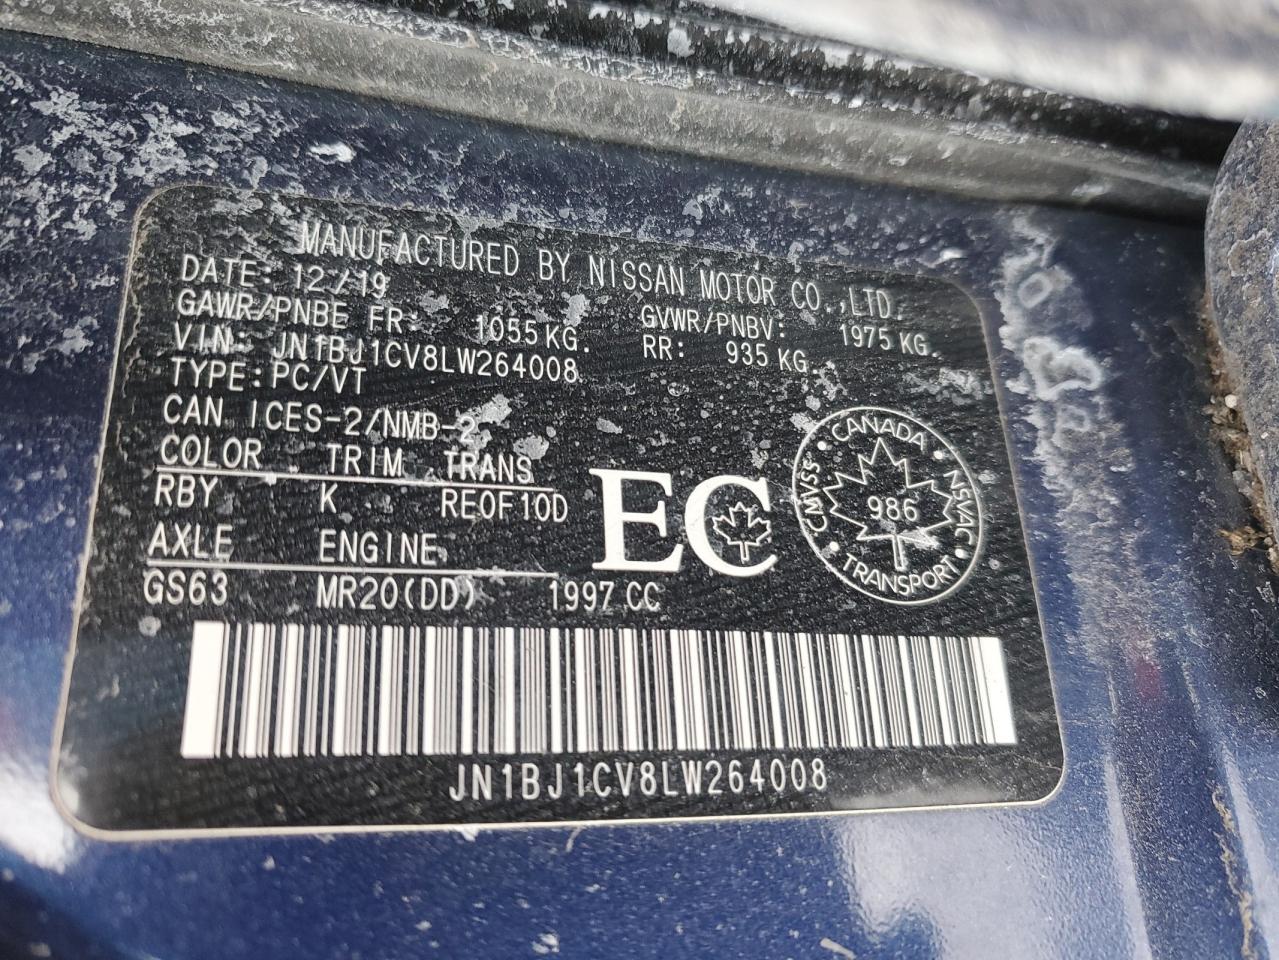 MANUFACTURED BY NISSAN MOTOR CO.,LTD.
DATE: 12/19
GAWR/PNBE FR: 1055KG. GVWR/PNBV: 1975 KG.
VIN: JN1BJ1CV8LW264008 RR: 935 KG.
TYPE:PC/VT
CAN ICES-2/NMB-2
COLOR TRIM TRANS
RBY K RE0F10D
AXLE ENGINE
GS63 MR20(DD) 1997 CC
EC
CANADA
CMVSS 986 NSVAC
TRANSPORT
JN1BJ1CV8LW264008